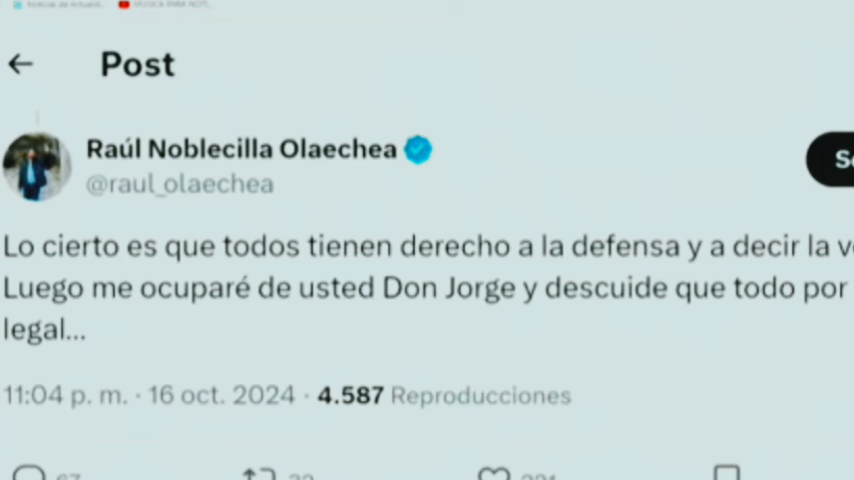 Post
Raúl Noblecilla Olaechea
@raul_olaechea
Lo cierto es que todos tienen derecho a la defensa y a decir la
Luego me ocuparé de usted Don Jorge y descuide que todo por
legal...
11:04 p. m. · 16 oct. 2024 · 4.587 Reproducciones